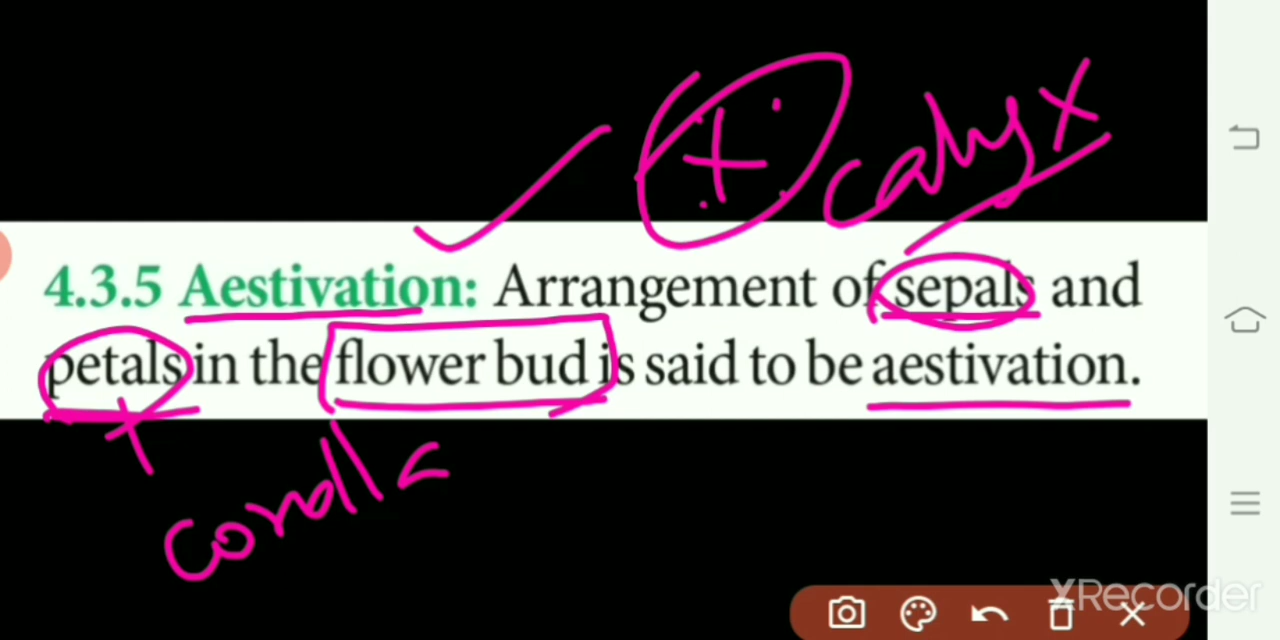 calyx
4.3.5 Aestivation: Arrangement of sepals and
petals in the flower bud is said to be aestivation.
corolla
XRecorder